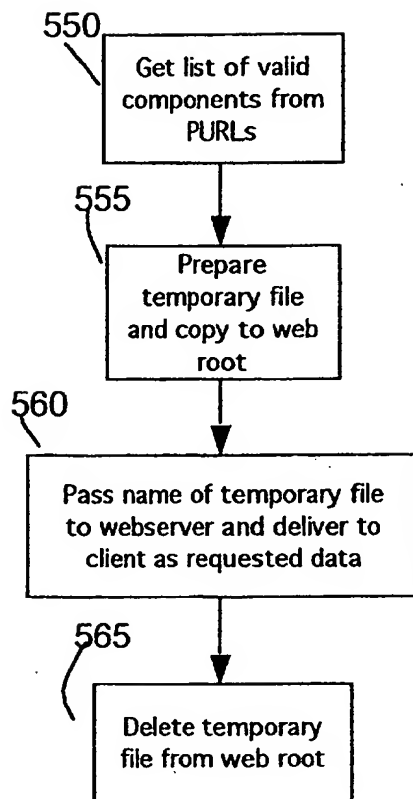 550
Get list of valid
components from
PURLs
555
Prepare
temporary file
and copy to web
root
560
Pass name of temporary file
to webserver and deliver to
client as requested data
565
Delete temporary
file from web root